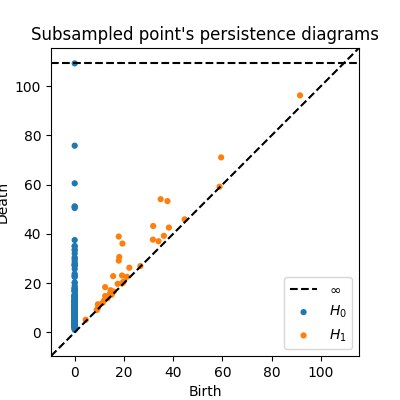 Subsampled point's persistence diagrams
100
80
60
40
20
0
Death
0 20 40 60 80 100
Birth
∞
H₀
H₁